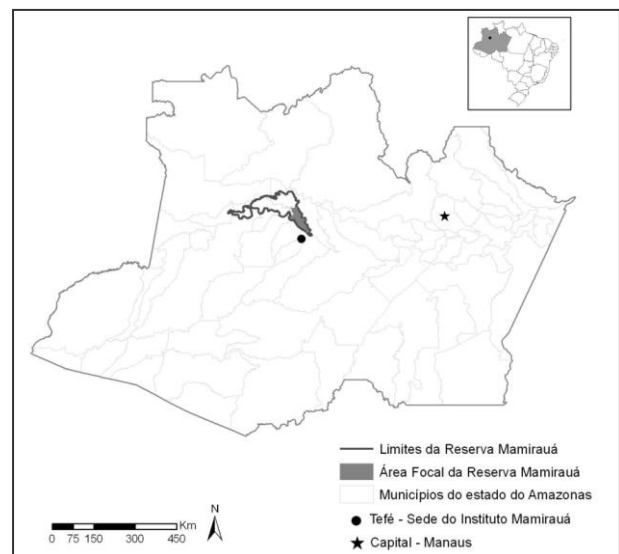 Limites da Reserva Mamirauá
Área Focal da Reserva Mamirauá
Municípios do estado do Amazonas
Tefé - Sede do Instituto Mamirauá
Capital - Manaus
N
Km
0 75 150 300 450